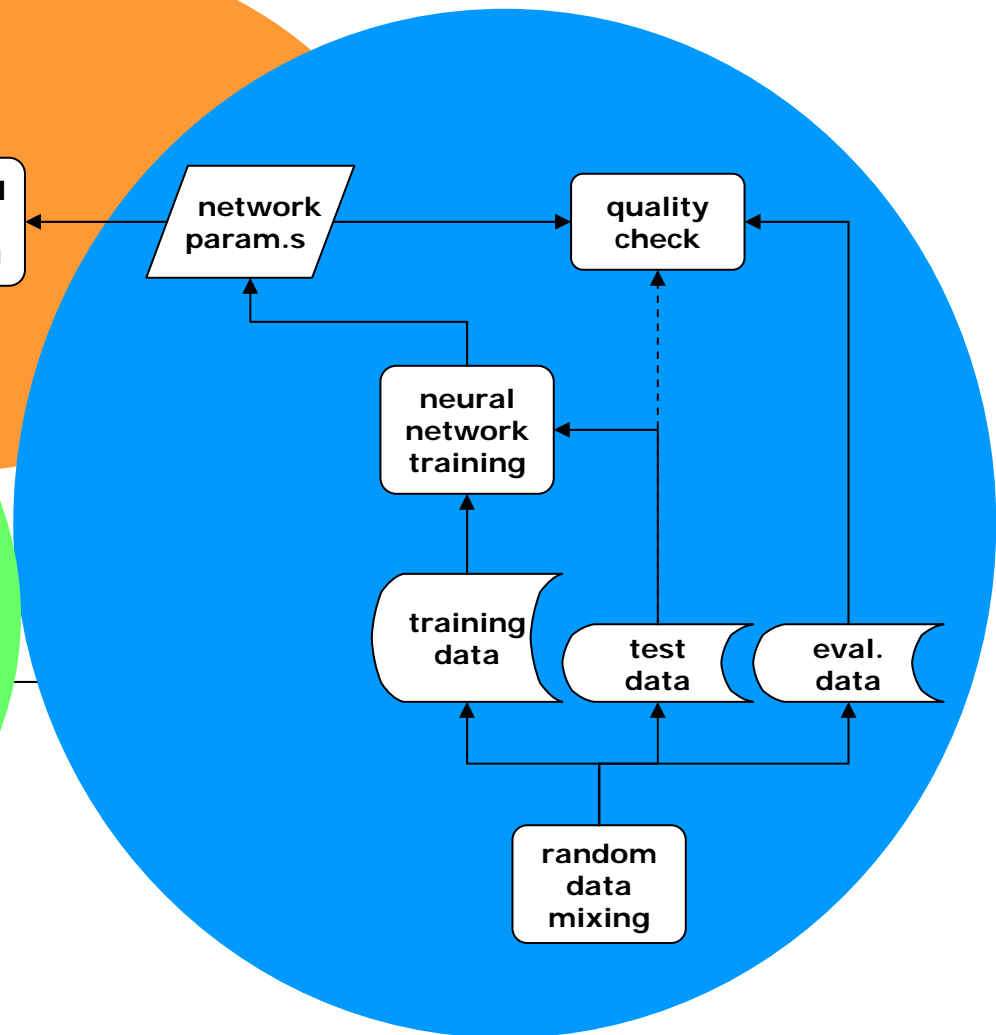 network
param.s
quality
check
neural
network
training
training
data
test
data
eval.
data
random
data
mixing